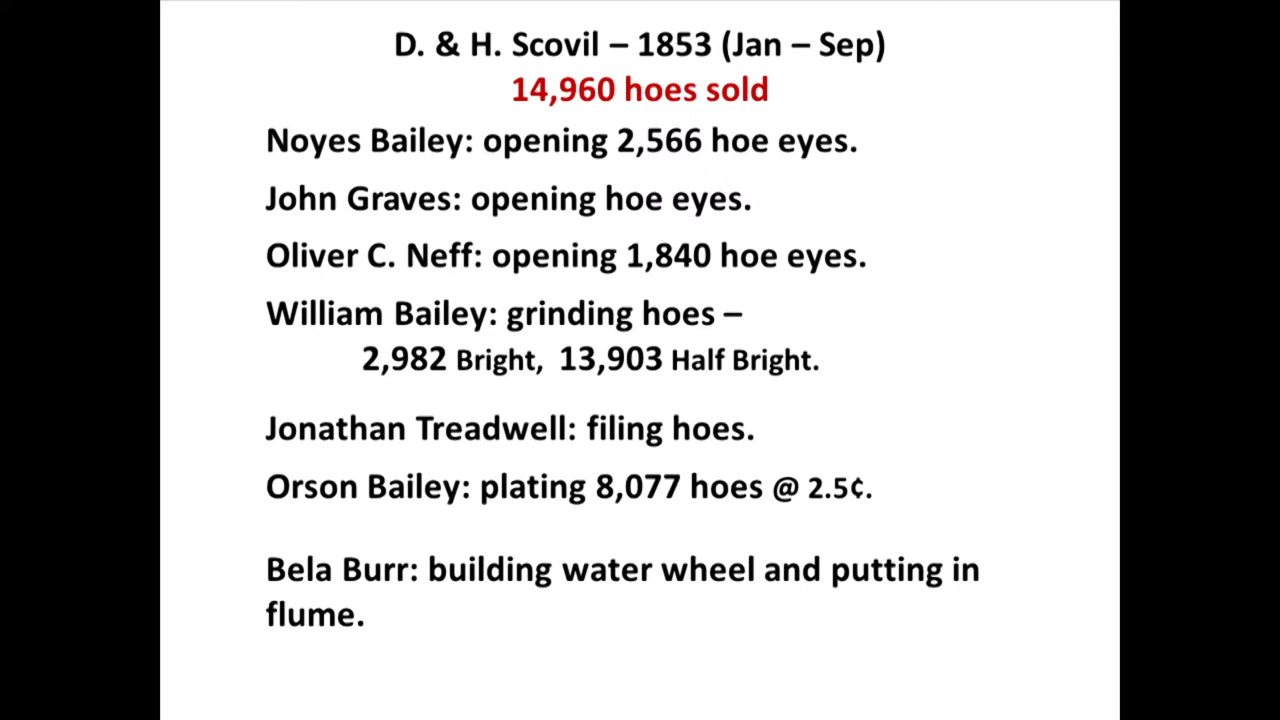 D. & H. Scovil – 1853 (Jan – Sep)
14,960 hoes sold
Noyes Bailey: opening 2,566 hoe eyes.
John Graves: opening hoe eyes.
Oliver C. Neff: opening 1,840 hoe eyes.
William Bailey: grinding hoes –
2,982 Bright, 13,903 Half Bright.
Jonathan Treadwell: filing hoes.
Orson Bailey: plating 8,077 hoes @ 2.5¢.
Bela Burr: building water wheel and putting in
flume.